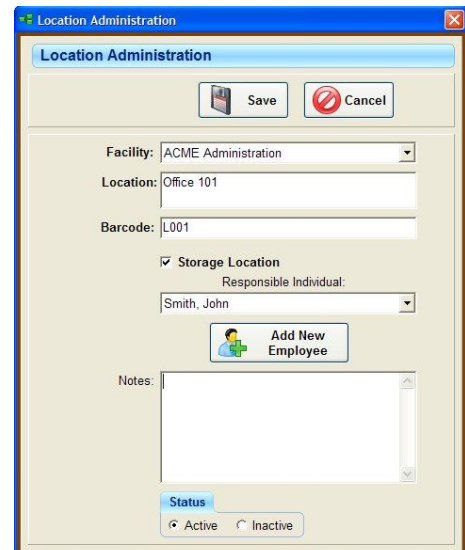 Location Administration
Location Administration
Save Cancel
Facility: ACME Administration
Location: Office 101
Barcode: L001
Storage Location
Responsible Individual:
Smith, John
Add New
Employee
Notes:
Status
Active Inactive